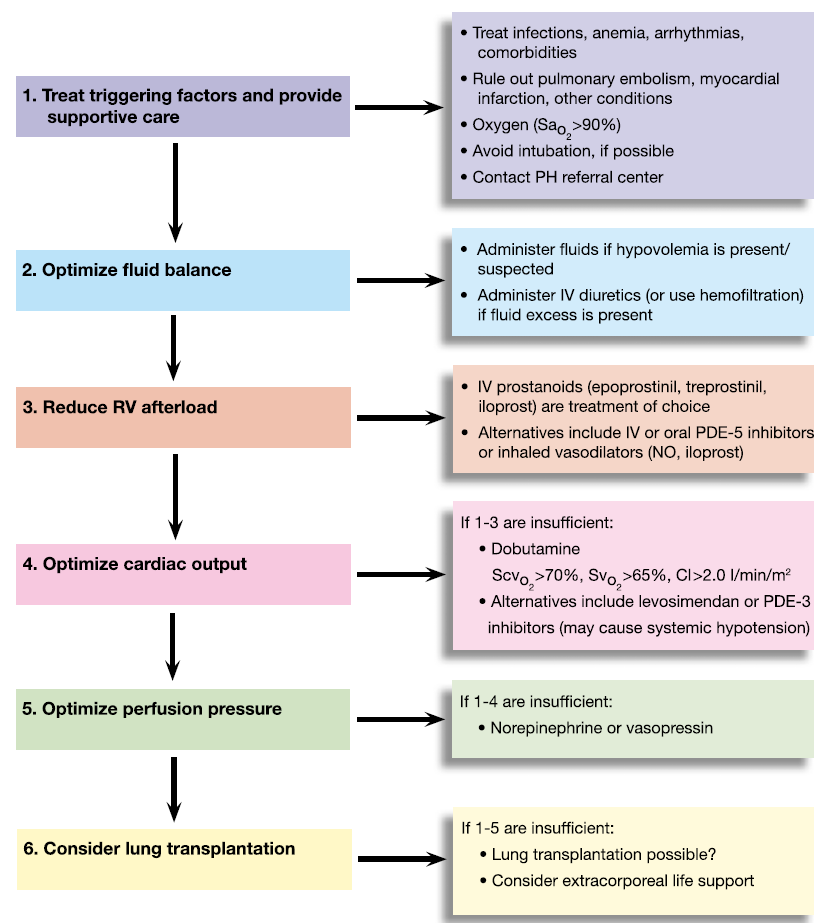 1. Treat triggering factors and provide
supportive care
• Treat infections, anemia, arrhythmias,
comorbidities
• Rule out pulmonary embolism, myocardial
infarction, other conditions
• Oxygen (SaO2>90%)
• Avoid intubation, if possible
• Contact PH referral center
2. Optimize fluid balance
• Administer fluids if hypovolemia is present/
suspected
• Administer IV diuretics (or use hemofiltration)
if fluid excess is present
3. Reduce RV afterload
• IV prostanoids (epoprostinil, treprostinil,
iloprost) are treatment of choice
• Alternatives include IV or oral PDE-5 inhibitors
or inhaled vasodilators (NO, iloprost)
4. Optimize cardiac output
If 1-3 are insufficient:
• Dobutamine
ScvO2>70%, SvO2>65%, CI>2.0 l/min/m²
• Alternatives include levosimendan or PDE-3
inhibitors (may cause systemic hypotension)
5. Optimize perfusion pressure
If 1-4 are insufficient:
• Norepinephrine or vasopressin
6. Consider lung transplantation
If 1-5 are insufficient:
• Lung transplantation possible?
• Consider extracorporeal life support